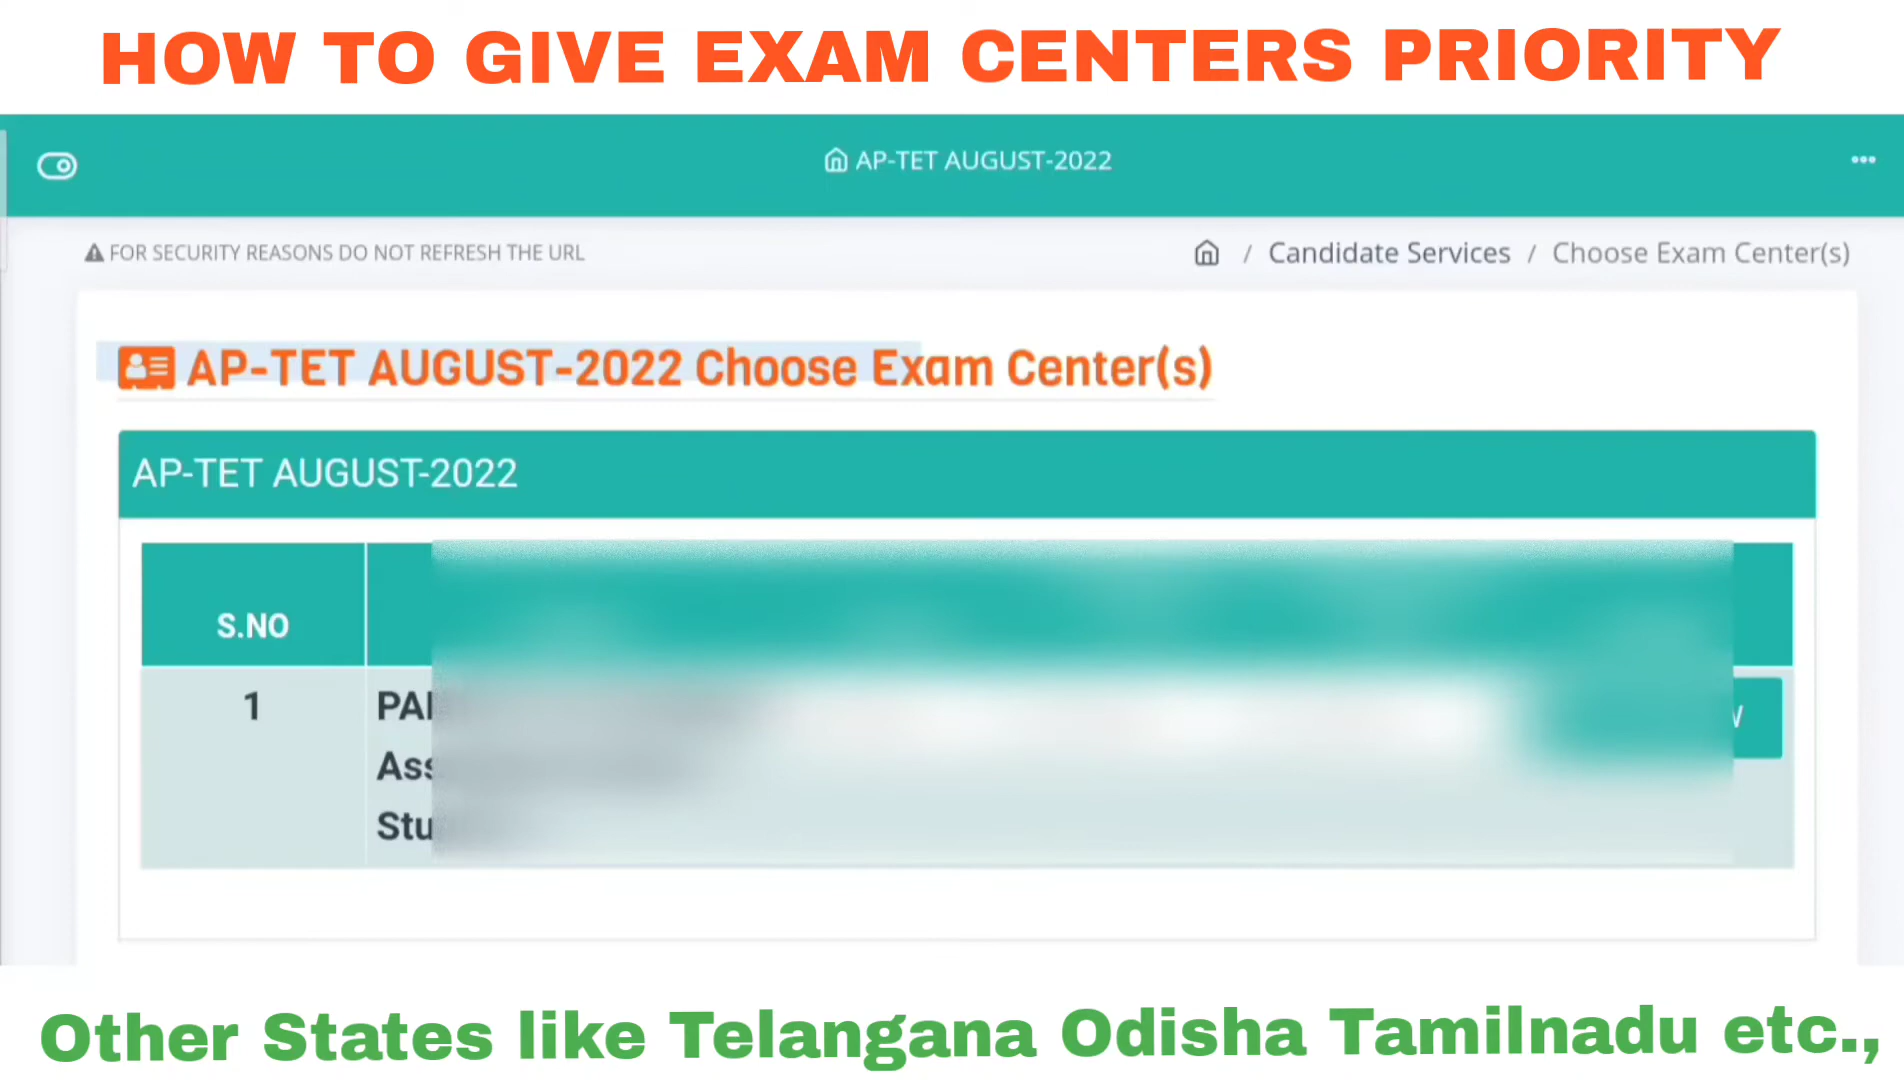 HOW TO GIVE EXAM CENTERS PRIORITY
AP-TET AUGUST-2022
FOR SECURITY REASONS DO NOT REFRESH THE URL
/ Candidate Services / Choose Exam Center(s)
AP-TET AUGUST-2022 Choose Exam Center(s)
AP-TET AUGUST-2022
S.NO
1
Other States like Telangana Odisha Tamilnadu etc.,